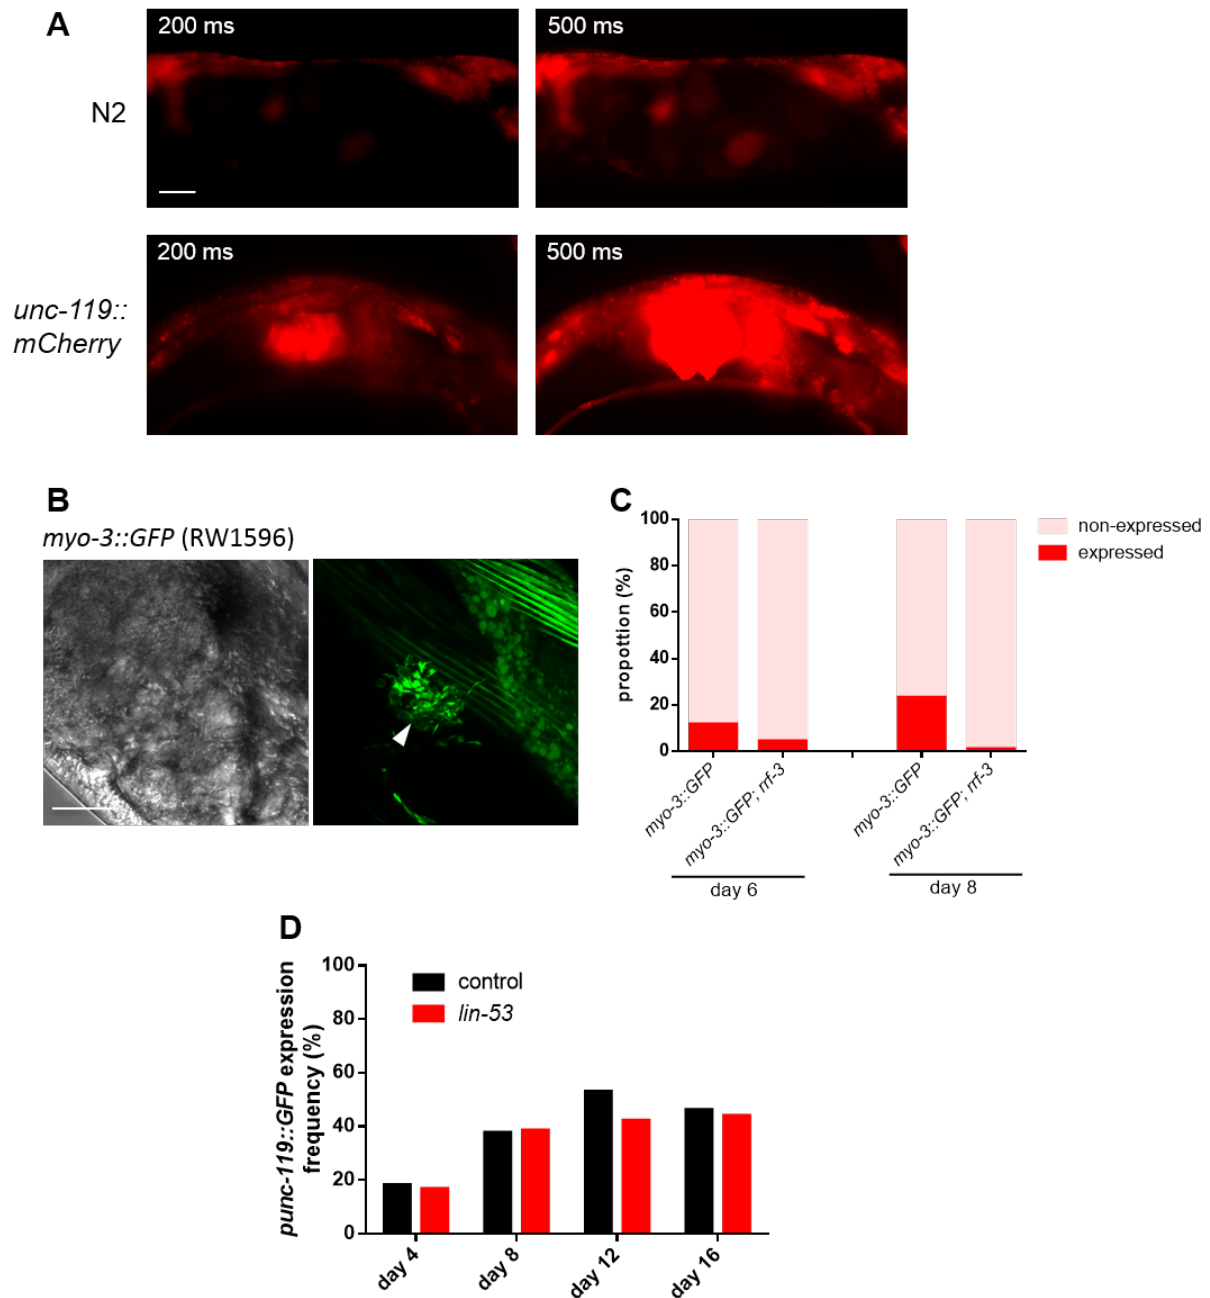 A
200 ms
500 ms
N2
200 ms
500 ms
unc-119::
mCherry
B
myo-3::GFP (RW1596)
C
propottion (%)
100
80
60
40
20
0
non-expressed
expressed
myo-3::GFP
myo-3::GFP; rrf-3
myo-3::GFP
myo-3::GFP; rrf-3
day 6
day 8
D
punc-119::GFP expression
frequency (%)
100
80
60
40
20
0
control
lin-53
day 4
day 8
day 12
day 16